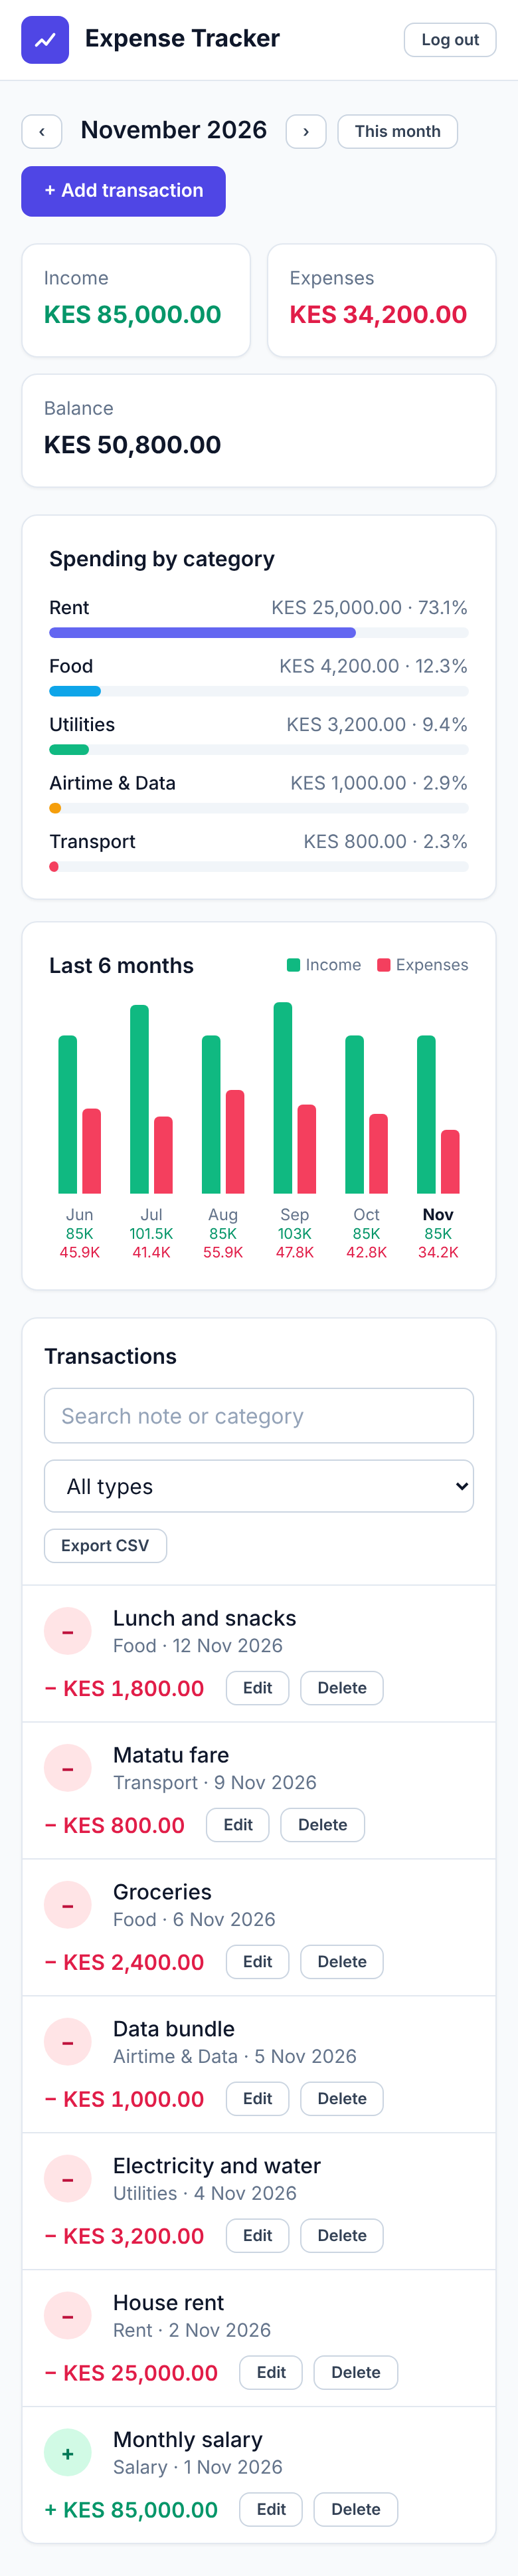 Expense Tracker
Log out
‹ November 2026 › This month
+ Add transaction
Income
KES 85,000.00
Expenses
KES 34,200.00
Balance
KES 50,800.00
Spending by category
Rent KES 25,000.00 · 73.1%
Food KES 4,200.00 · 12.3%
Utilities KES 3,200.00 · 9.4%
Airtime & Data KES 1,000.00 · 2.9%
Transport KES 800.00 · 2.3%
Last 6 months Income Expenses
Jun Jul Aug Sep Oct Nov
85K 101.5K 85K 103K 85K 85K
45.9K 41.4K 55.9K 47.8K 42.8K 34.2K
Transactions
Search note or category
All types
Export CSV
–
Lunch and snacks
Food · 12 Nov 2026
− KES 1,800.00 Edit Delete
–
Matatu fare
Transport · 9 Nov 2026
− KES 800.00 Edit Delete
–
Groceries
Food · 6 Nov 2026
− KES 2,400.00 Edit Delete
–
Data bundle
Airtime & Data · 5 Nov 2026
− KES 1,000.00 Edit Delete
–
Electricity and water
Utilities · 4 Nov 2026
− KES 3,200.00 Edit Delete
–
House rent
Rent · 2 Nov 2026
− KES 25,000.00 Edit Delete
+
Monthly salary
Salary · 1 Nov 2026
+ KES 85,000.00 Edit Delete